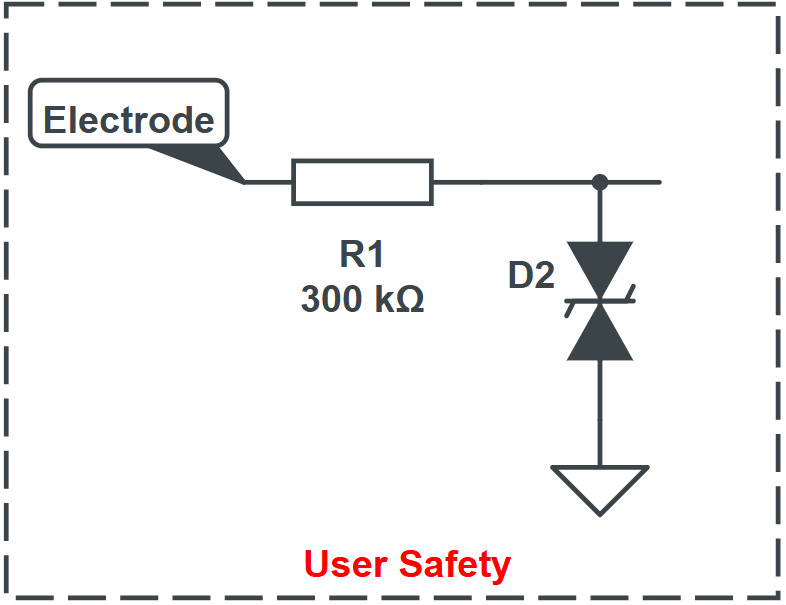 Electrode
R1
300 kΩ
D2
User Safety